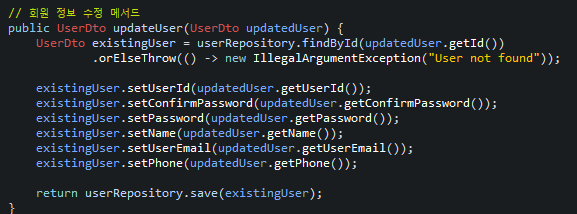 // 회원 정보 수정 메서드
public UserDto updateUser(UserDto updatedUser) {
    UserDto existingUser = userRepository.findById(updatedUser.getId())
            .orElseThrow(() -> new IllegalArgumentException("User not found"));

    existingUser.setUserId(updatedUser.getUserId());
    existingUser.setConfirmPassword(updatedUser.getConfirmPassword());
    existingUser.setPassword(updatedUser.getPassword());
    existingUser.setName(updatedUser.getName());
    existingUser.setUserEmail(updatedUser.getUserEmail());
    existingUser.setPhone(updatedUser.getPhone());

    return userRepository.save(existingUser);
}